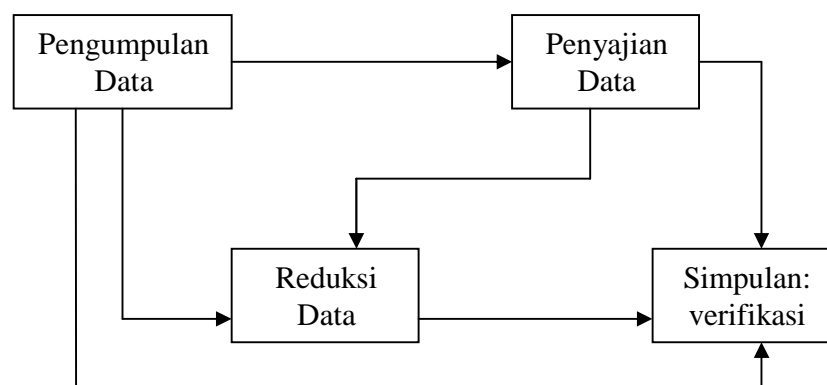 Pengumpulan
Data
Penyajian
Data
Reduksi
Data
Simpulan:
verifikasi